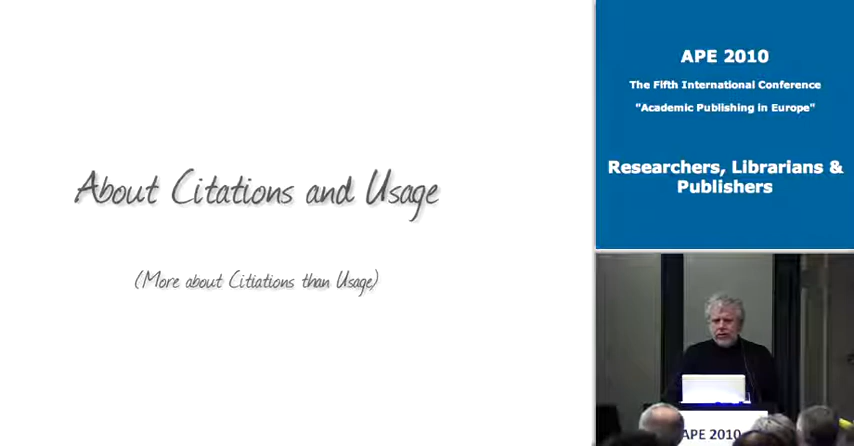 About Citations and Usage
(More about Citiations than Usage)
APE 2010
The Fifth International Conference
"Academic Publishing in Europe"
Researchers, Librarians &
Publishers
APE 2010